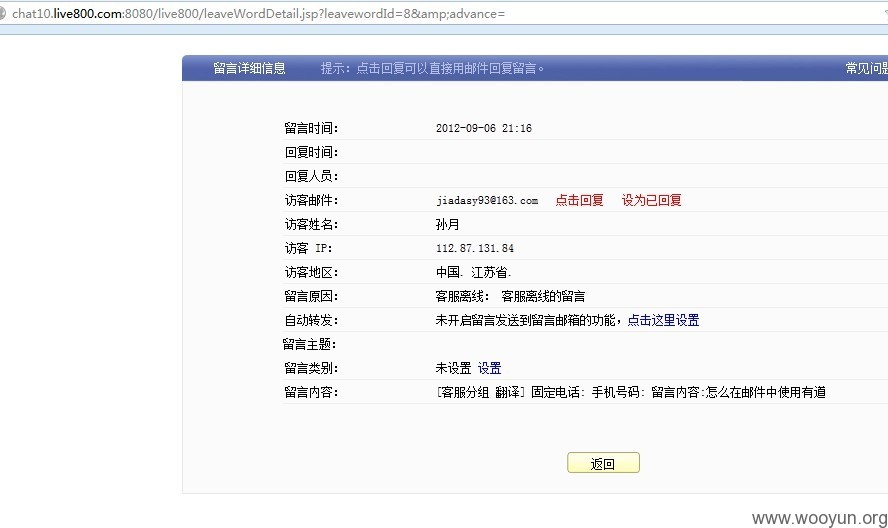 chat10.live800.com:8080/live800/leaveWordDetail.jsp?leavewordId=8&amp;advance=
留言详细信息 提示：点击回复可以直接用邮件回复留言。 常见问题
留言时间： 2012-09-06 21:16
回复时间：
回复人员：
访客邮件： jiadasy93@163.com 点击回复 设为已回复
访客姓名： 孙月
访客 IP： 112.87.131.84
访客地区： 中国. 江苏省.
留言原因： 客服离线： 客服离线的留言
自动转发： 未开启留言发送到留言邮箱的功能，点击这里设置
留言主题：
留言类别： 未设置 设置
留言内容： [客服分组 翻译] 固定电话: 手机号码: 留言内容:怎么在邮件中使用有道
返回
www.wooyun.org